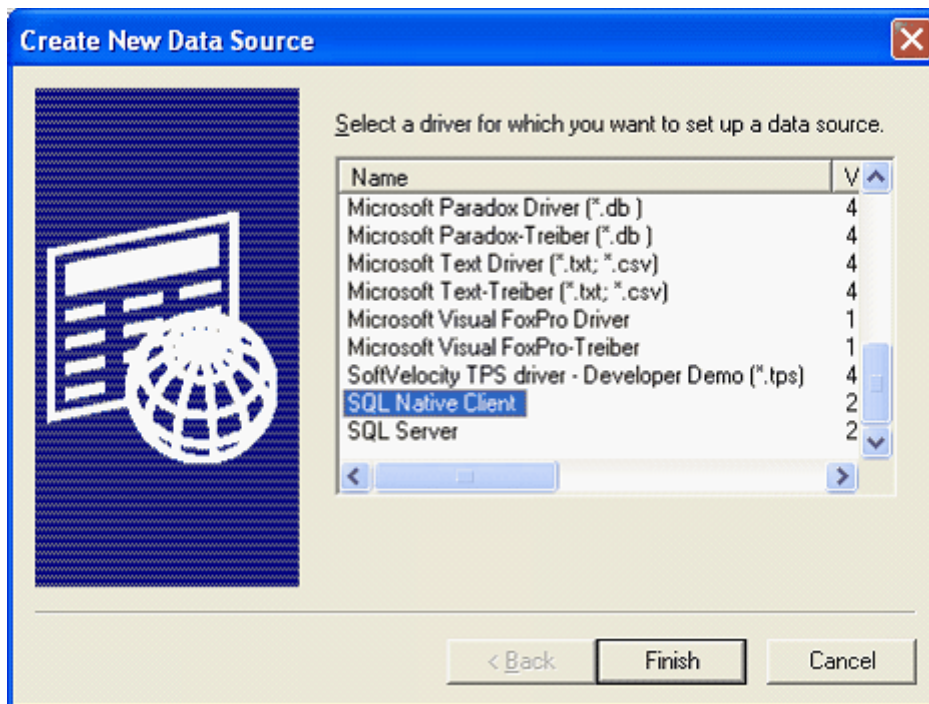 Create New Data Source
Select a driver for which you want to set up a data source.
Name V
Microsoft Paradox Driver (*.db ) 4
Microsoft Paradox-Treiber (*.db ) 4
Microsoft Text Driver (*.txt; *.csv) 4
Microsoft Text-Treiber (*.txt; *.csv) 4
Microsoft Visual FoxPro Driver 1
Microsoft Visual FoxPro-Treiber 1
SoftVelocity TPS driver - Developer Demo (*.tps) 4
SQL Native Client 2
SQL Server 2
< Back Finish Cancel